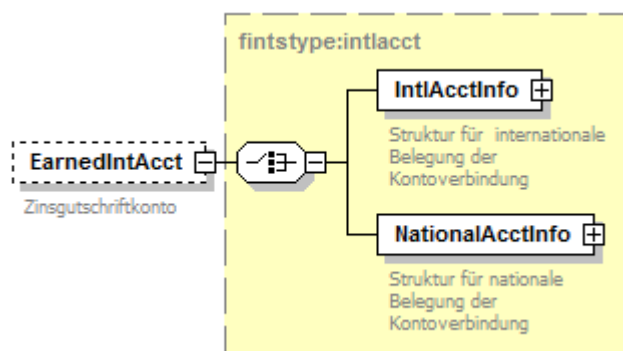 fintstype:intlacct
IntlAcctInfo
Struktur für internationale
Belegung der
Kontoverbindung
EarnedIntAcct
Zinsgutschriftkonto
NationalAcctInfo
Struktur für nationale
Belegung der
Kontoverbindung